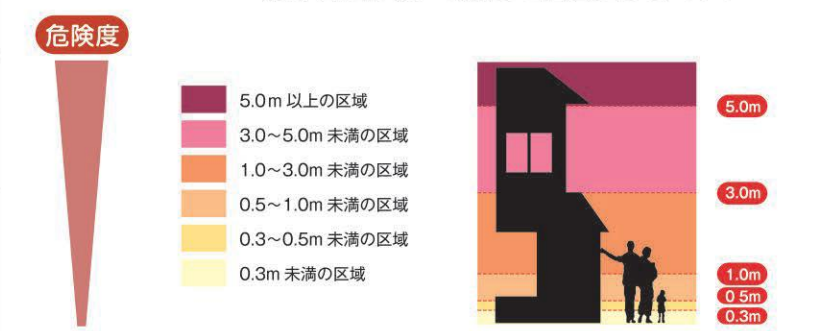 危険度
5.0m 以上の区域
3.0〜5.0m 未満の区域
1.0〜3.0m 未満の区域
0.5〜1.0m 未満の区域
0.3〜0.5m 未満の区域
0.3m 未満の区域
5.0m
3.0m
1.0m
0 5m
0.3m